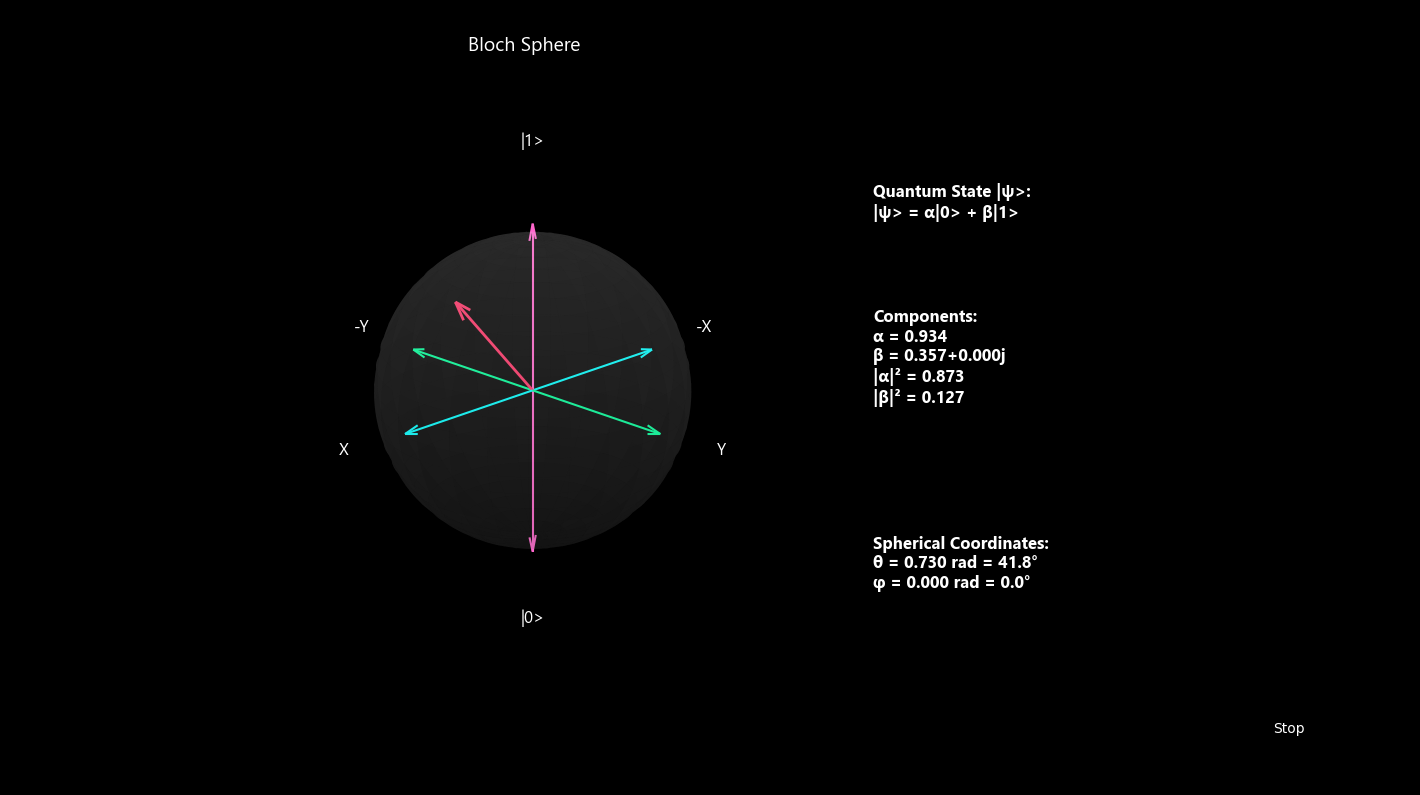 Bloch Sphere
|1>
-Y
-X
X
Y
|0>
Quantum State |ψ>:
|ψ> = α|0> + β|1>
Components:
α = 0.934
β = 0.357+0.000j
|α|² = 0.873
|β|² = 0.127
Spherical Coordinates:
θ = 0.730 rad = 41.8°
φ = 0.000 rad = 0.0°
Stop